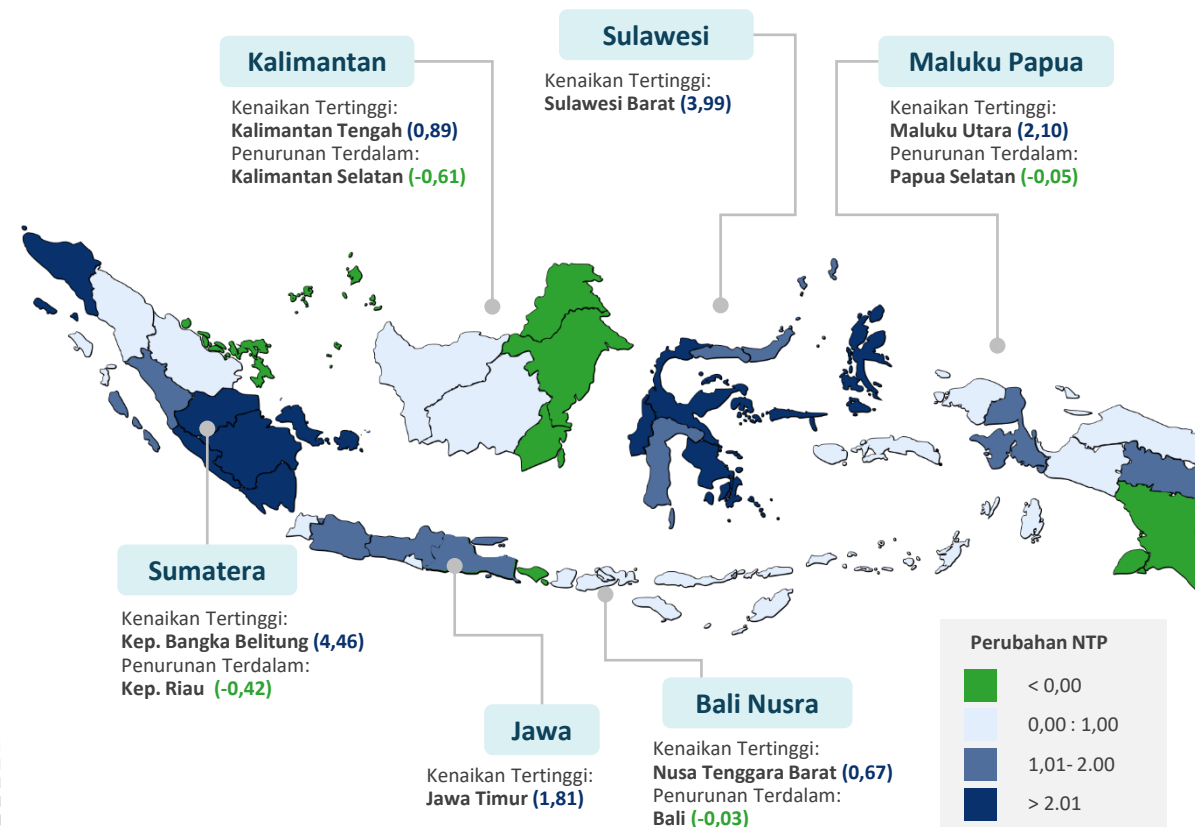 Kalimantan
Kenaikan Tertinggi:
Kalimantan Tengah (0,89)
Penurunan Terdalam:
Kalimantan Selatan (-0,61)
Sulawesi
Kenaikan Tertinggi:
Sulawesi Barat (3,99)
Maluku Papua
Kenaikan Tertinggi:
Maluku Utara (2,10)
Penurunan Terdalam:
Papua Selatan (-0,05)
Sumatera
Kenaikan Tertinggi:
Kep. Bangka Belitung (4,46)
Penurunan Terdalam:
Kep. Riau (-0,42)
Jawa
Kenaikan Tertinggi:
Jawa Timur (1,81)
Bali Nusra
Kenaikan Tertinggi:
Nusa Tenggara Barat (0,67)
Penurunan Terdalam:
Bali (-0,03)
Perubahan NTP
< 0,00
0,00 : 1,00
1,01- 2.00
> 2.01